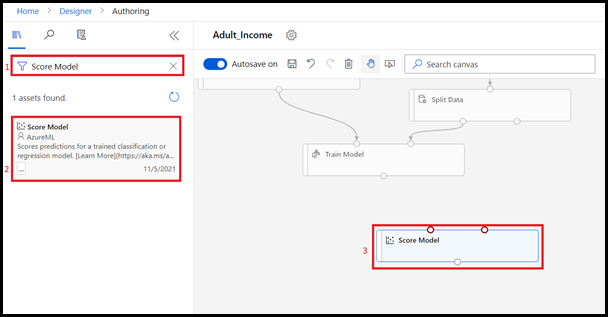 Home > Designer > Authoring
Adult_Income
1
Score Model
Autosave on
Search canvas
1 assets found.
Score Model
AzureML
Scores predictions for a trained classification or
regression model. [Learn More](https://aka.ms/a...
...
11/5/2021
2
Split Data
Train Model
3
Score Model